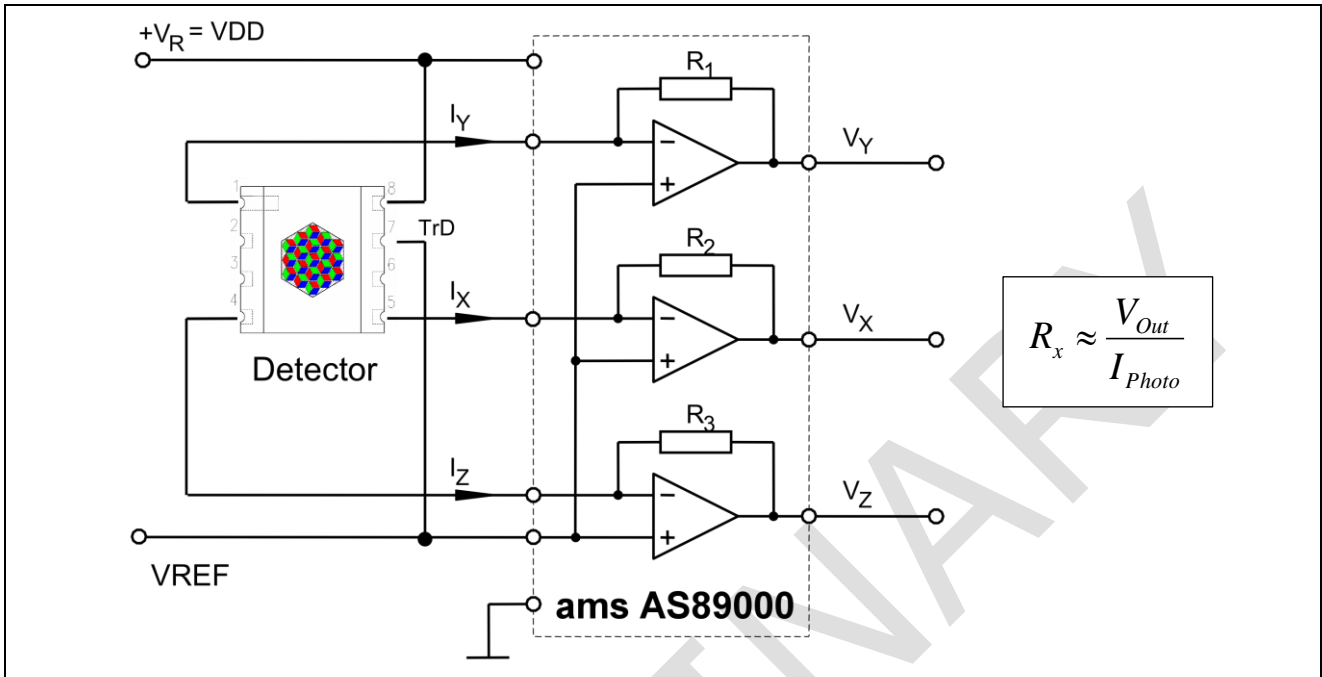 +V_R = VDD
R_1
I_Y
V_Y
1
8
2
7
TrD
3
6
4
5
R_2
I_X
V_X
Detector
R_x ≈ V_Out / I_Photo
R_3
I_Z
V_Z
VREF
ams AS89000
− +
− +
− +